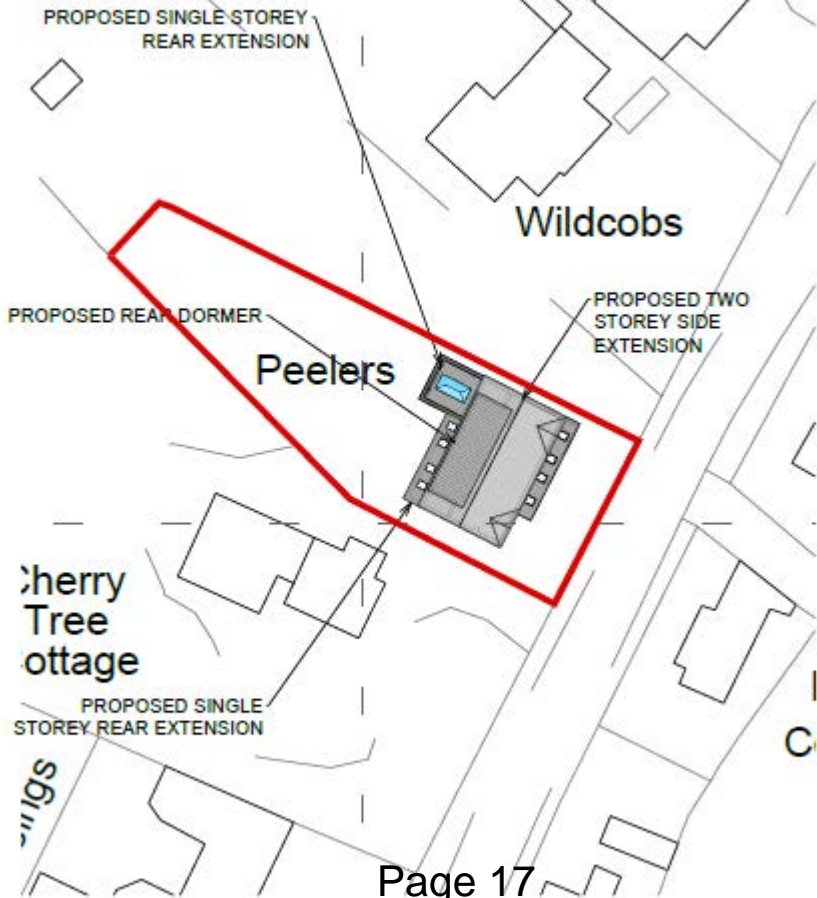 PROPOSED SINGLE STOREY
REAR EXTENSION
Wildcobs
PROPOSED REAR DORMER
PROPOSED TWO
STOREY SIDE
EXTENSION
Peelers
Cherry
Tree
ottage
PROPOSED SINGLE
STOREY REAR EXTENSION
ings
Page 17